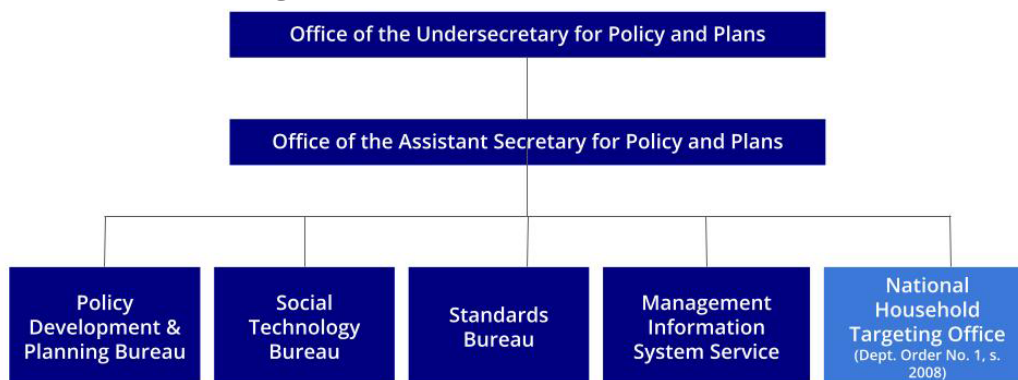 Office of the Undersecretary for Policy and Plans
Office of the Assistant Secretary for Policy and Plans
Policy
Development &
Planning Bureau
Social
Technology
Bureau
Standards
Bureau
Management
Information
System Service
National
Household
Targeting Office
(Dept. Order No. 1, s.
2008)